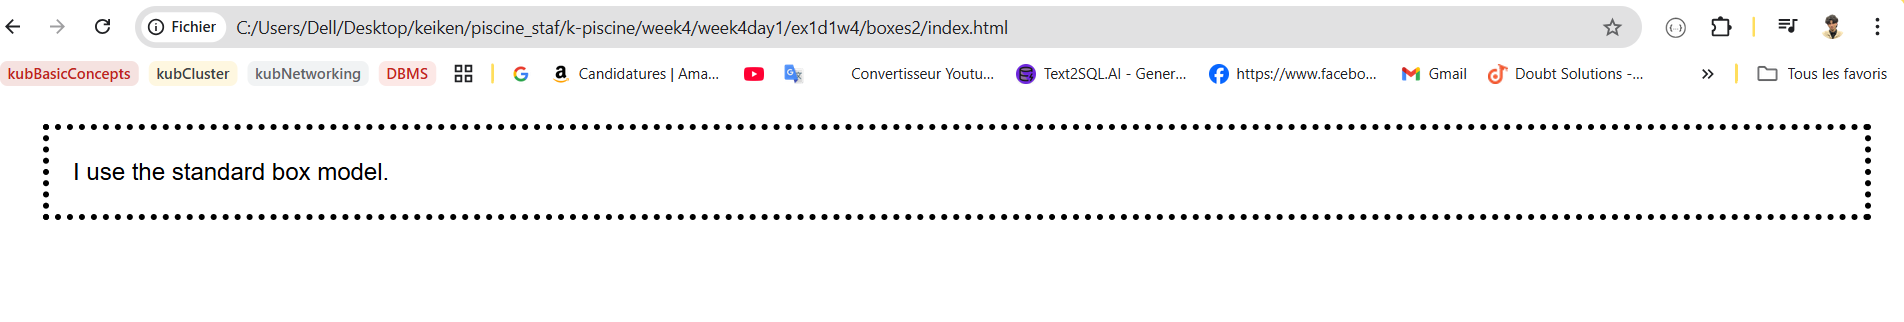 Fichier C:/Users/Dell/Desktop/keiken/piscine_staf/k-piscine/week4/week4day1/ex1d1w4/boxes2/index.html
kubBasicConcepts kubCluster kubNetworking DBMS Candidatures | Ama... Convertisseur Youtu... Text2SQL.AI - Gener... https://www.facebo... Gmail Doubt Solutions -... » Tous les favoris
I use the standard box model.